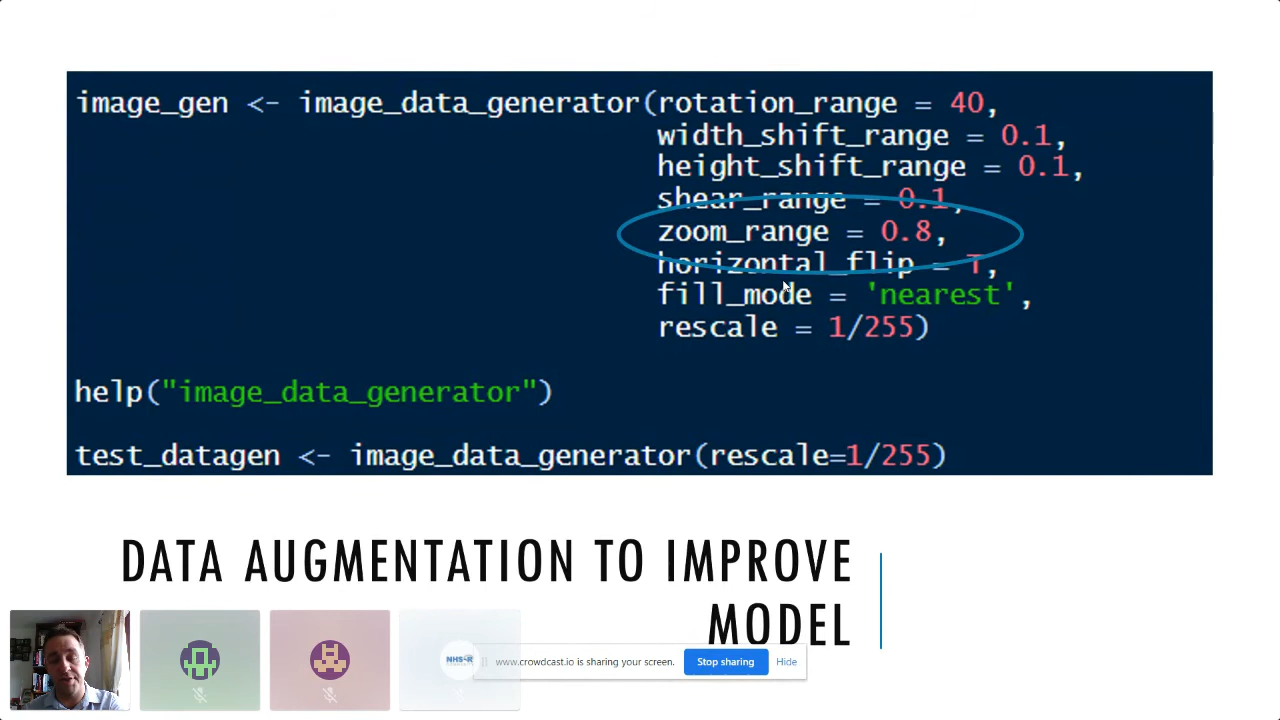 image_gen <- image_data_generator(rotation_range = 40,
width_shift_range = 0.1,
height_shift_range = 0.1,
shear_range = 0.1,
zoom_range = 0.8,
horizontal_flip = T,
fill_mode = 'nearest',
rescale = 1/255)
help("image_data_generator")
test_datagen <- image_data_generator(rescale=1/255)
DATA AUGMENTATION TO IMPROVE
MODEL
NHS-R
www.crowdcast.io is sharing your screen.
Stop sharing
Hide